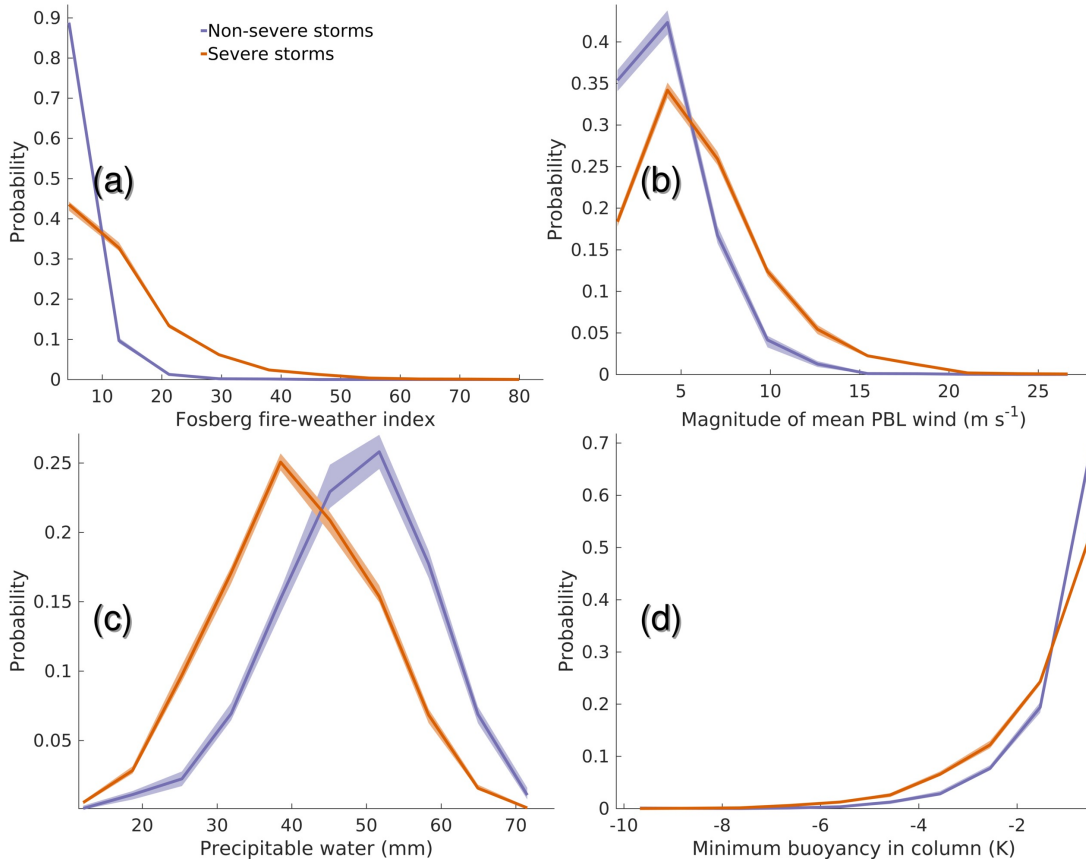 0.9
0.8
0.7
0.6
0.5
0.4
0.3
0.2
0.1
0
Probability
(a)
Non-severe storms
Severe storms
10 20 30 40 50 60 70 80
Fosberg fire-weather index
0.4
0.35
0.3
0.25
0.2
0.15
0.1
0.05
0
Probability
(b)
5 10 15 20 25
Magnitude of mean PBL wind (m s⁻¹)
0.25
0.2
0.15
0.1
0.05
Probability
(c)
20 30 40 50 60 70
Precipitable water (mm)
0.7
0.6
0.5
0.4
0.3
0.2
0.1
0
Probability
(d)
-10 -8 -6 -4 -2
Minimum buoyancy in column (K)